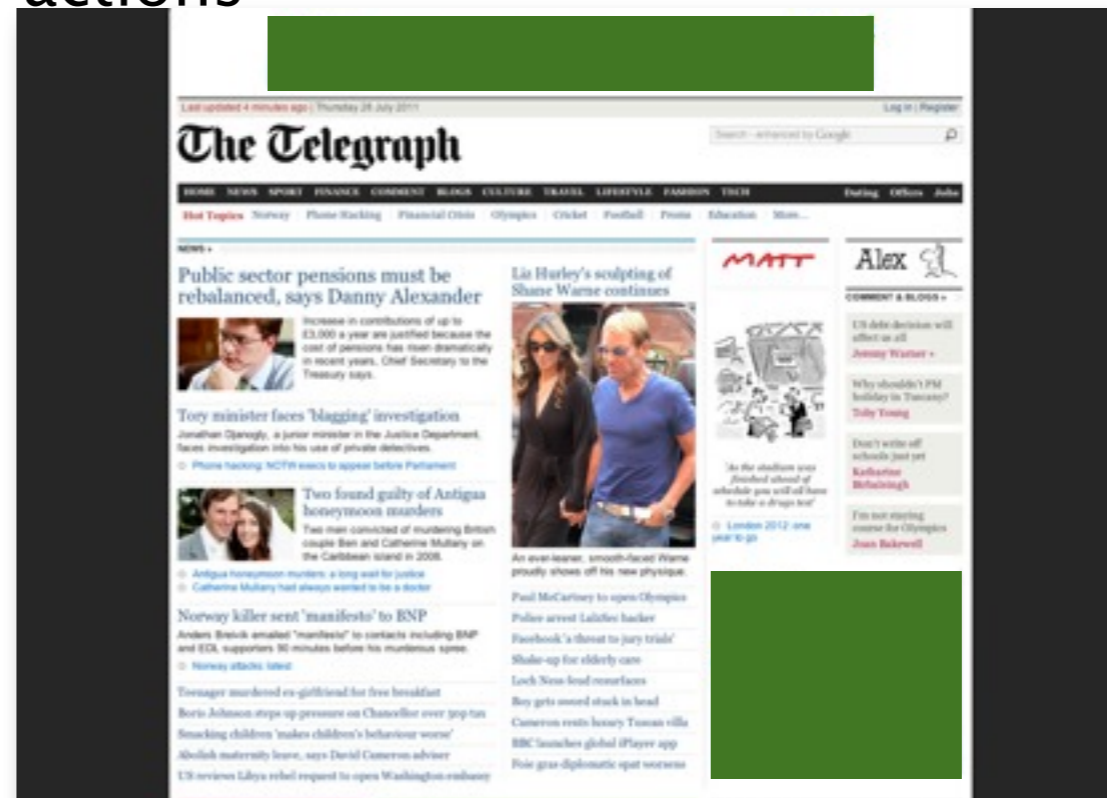 actions
Last updated 4 minutes ago | Thursday 28 July 2011
Log in | Register
The Telegraph
Search - enhanced by Google
HOME NEWS SPORT FINANCE COMMENT BLOGS CULTURE TRAVEL LIFESTYLE FASHION TECH
Dating Offers Jobs
Hot Topics Norway Phone Hacking Financial Crisis Olympics Cricket Football Proms Education More...
NEWS »
Public sector pensions must be
rebalanced, says Danny Alexander
Increase in contributions of up to
£3,000 a year are justified because the
cost of pensions has risen dramatically
in recent years, Chief Secretary to the
Treasury says.
Tory minister faces 'blagging' investigation
Jonathan Djanogly, a junior minister in the Justice Department,
faces investigation into his use of private detectives.
Phone hacking: NOTW execs to appear before Parliament
Two found guilty of Antigua
honeymoon murders
Two men convicted of murdering British
couple Ben and Catherine Mullany on
the Caribbean island in 2008.
Antigua honeymoon murders: a long wait for justice
Catherine Mullany had always wanted to be a doctor
Norway killer sent 'manifesto' to BNP
Anders Breivik emailed "manifesto" to contacts including BNP
and EDL supporters 90 minutes before his murderous spree.
Norway attacks: latest
Teenager murdered ex-girlfriend for free breakfast
Boris Johnson steps up pressure on Chancellor over 50p tax
Smacking children 'makes children's behaviour worse'
Abolish maternity leave, says David Cameron adviser
US reviews Libya rebel request to open Washington embassy
Liz Hurley's sculpting of
Shane Warne continues
An ever-leaner, smooth-faced Warne
proudly shows off his new physique.
Paul McCartney to open Olympics
Police arrest LulzSec hacker
Facebook 'a threat to jury trials'
Shake-up for elderly care
Loch Ness-fead resurfaces
Boy gets sword stuck in head
Cameron rents luxury Tuscan villa
BBC launches global iPlayer app
Foie gras diplomatic spat worsens
MATT
'As the stadium was
finished ahead of
schedule you will all have
to take a drugs test'
London 2012: one
year to go
Alex
COMMENT & BLOGS »
US debt decision will
affect us all
Jeremy Warner »
Why shouldn't PM
holiday in Tuscany?
Toby Young
Don't write off
schools just yet
Katharine
Birbalsingh
I'm not staying
course for Olympics
Joan Bakewell